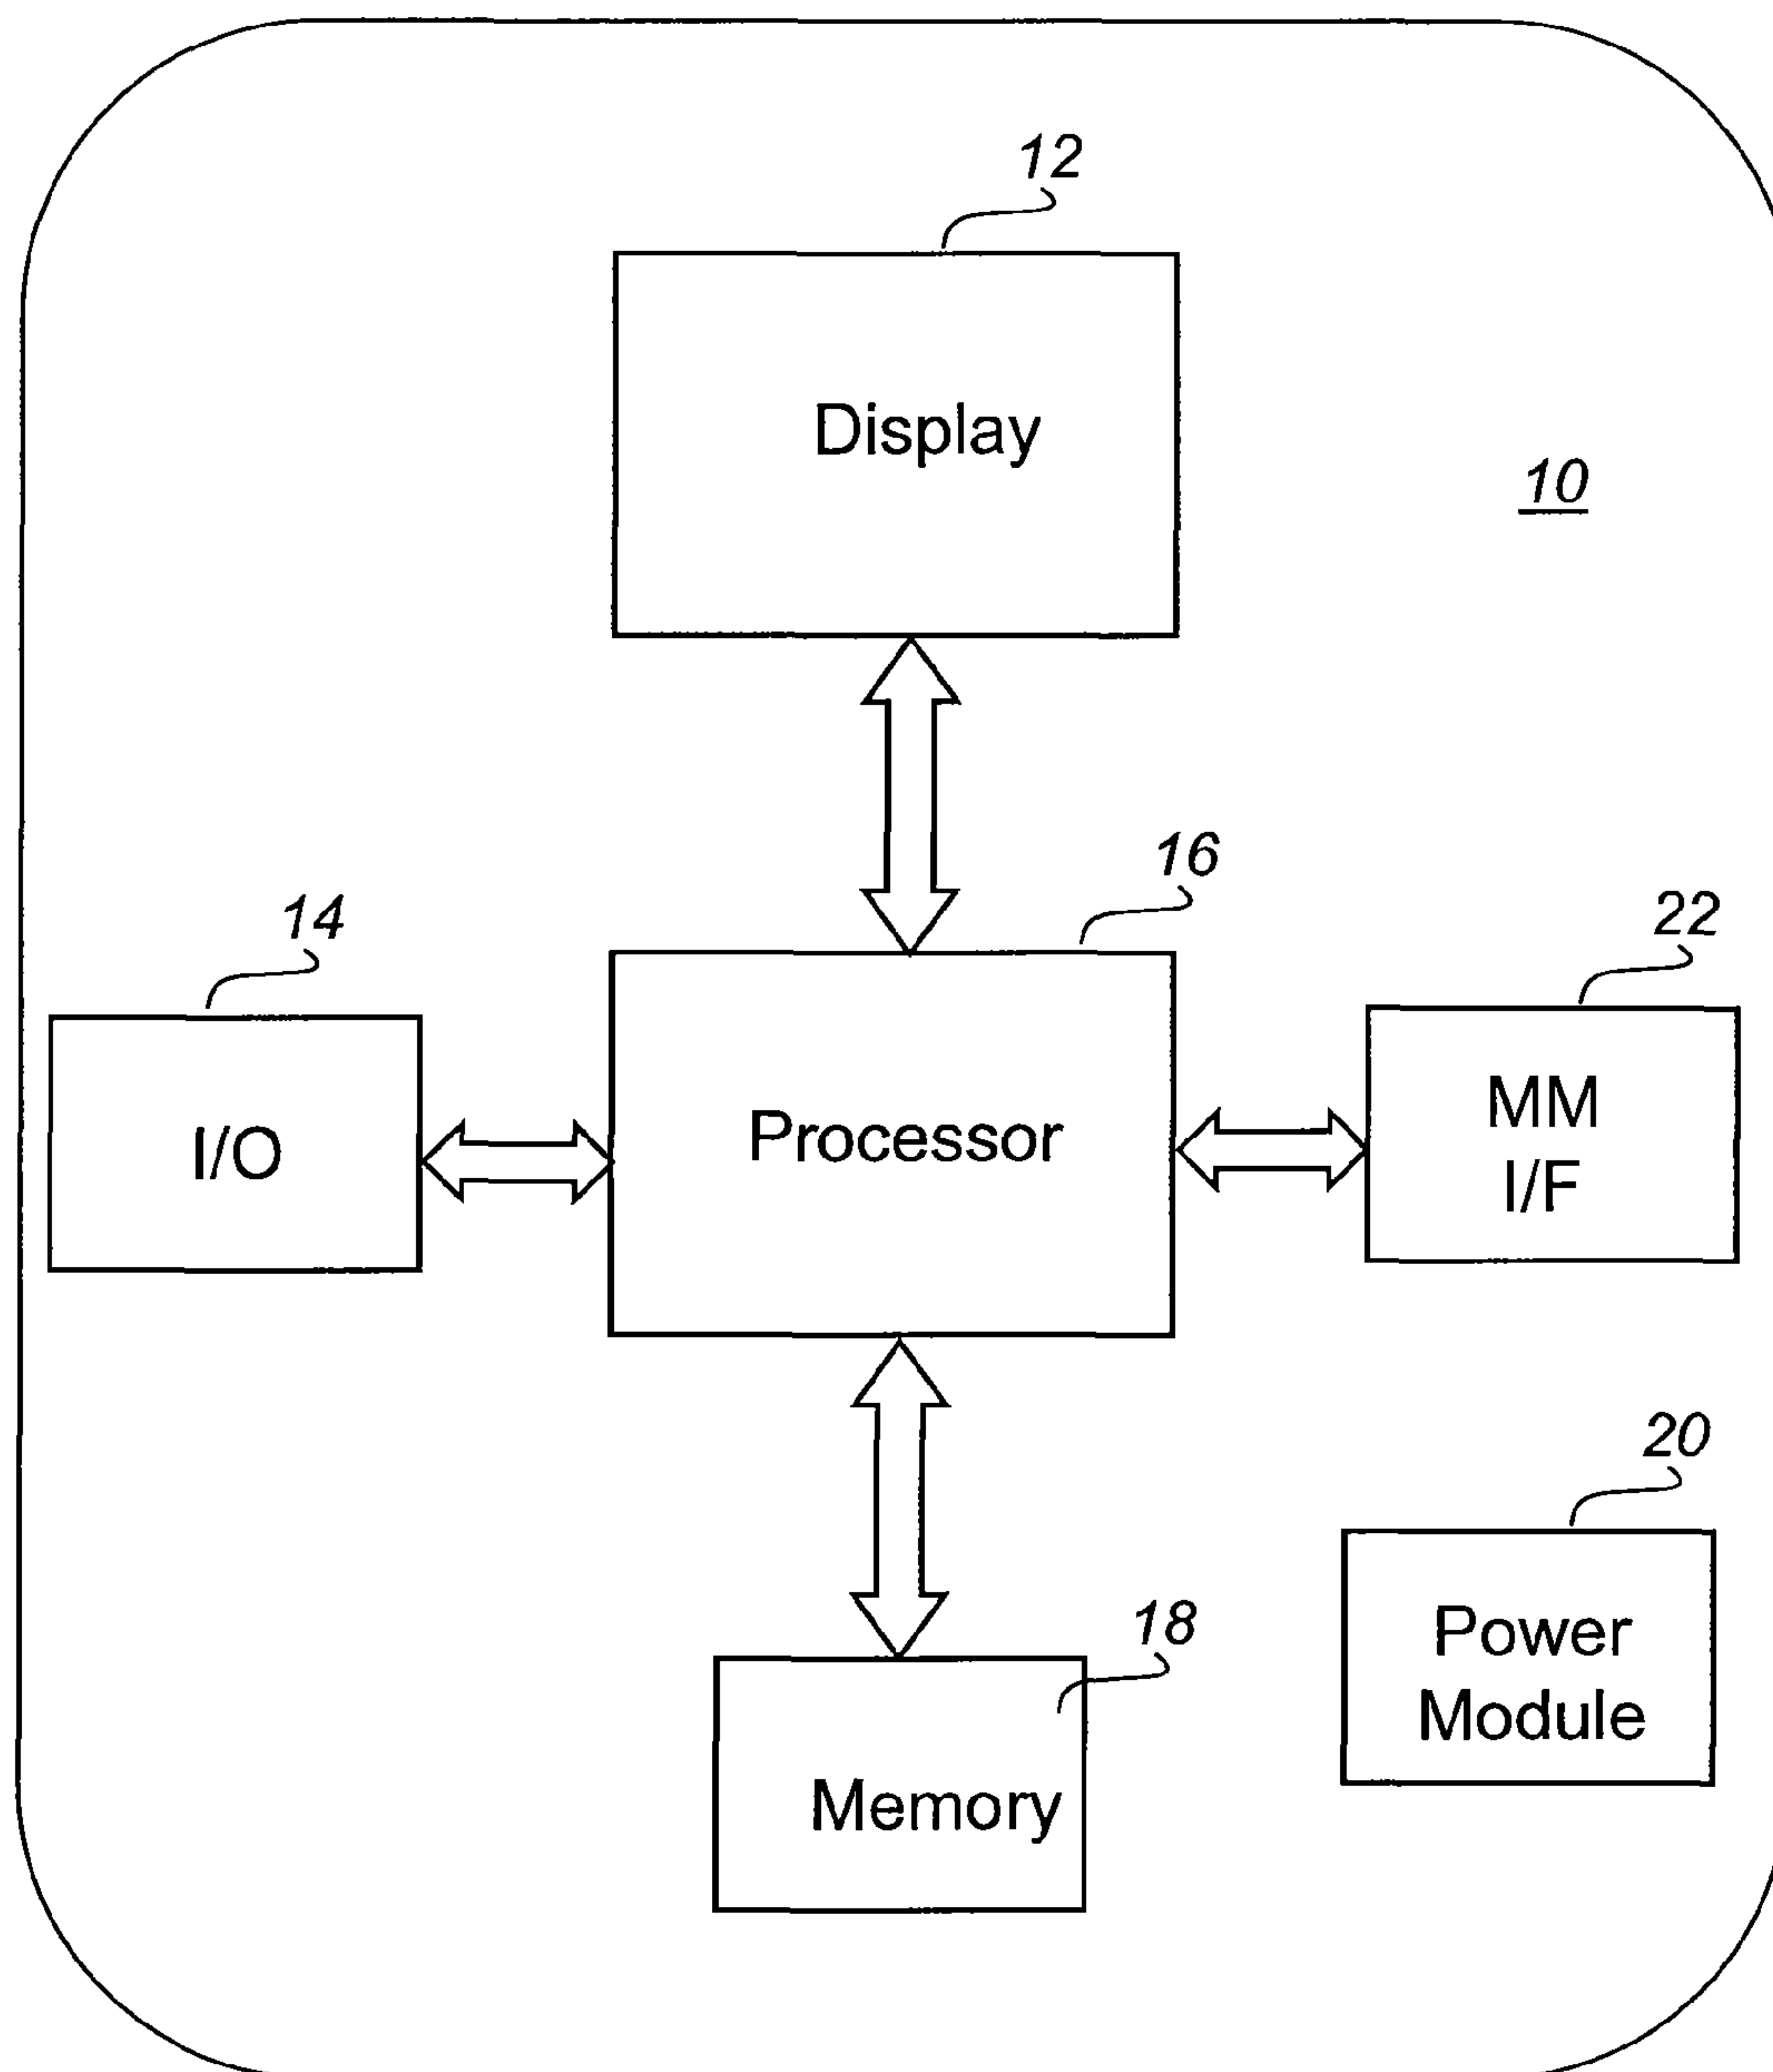 12
Display
10
16
14
22
I/O
Processor
MM
I/F
20
18
Power
Module
Memory